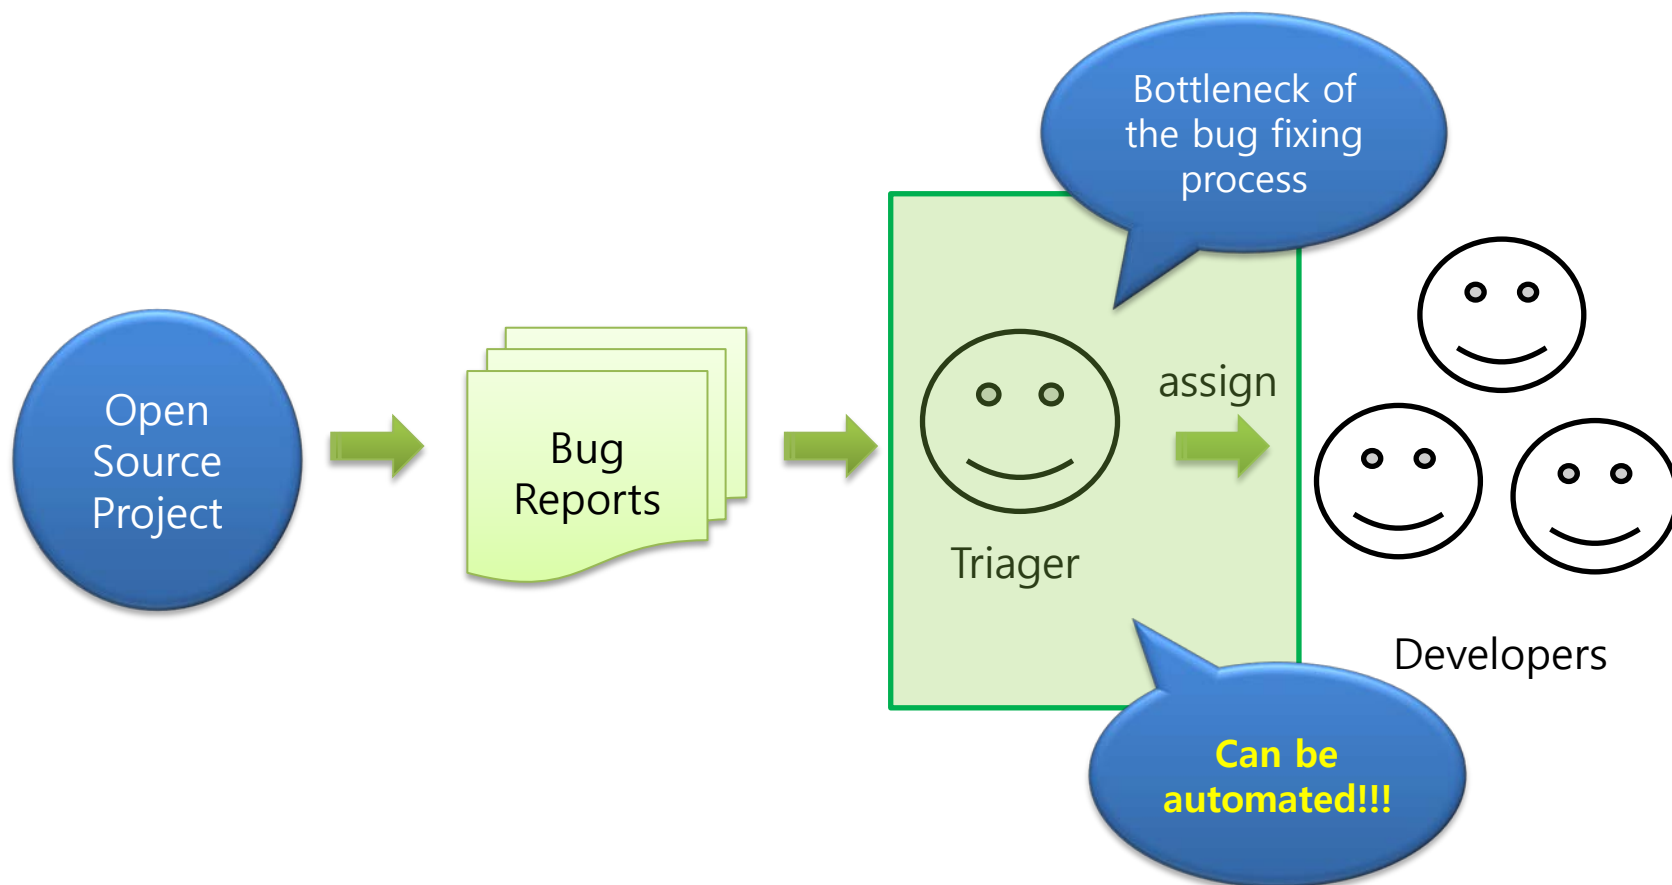 Open
Source
Project
Bug
Reports
Bottleneck of
the bug fixing
process
assign
Triager
Developers
Can be
automated!!!